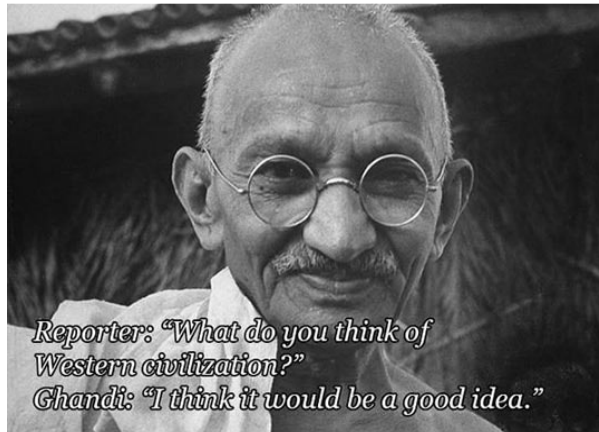 Reporter: “What do you think of
Western civilization?”
Ghandi: “I think it would be a good idea.”